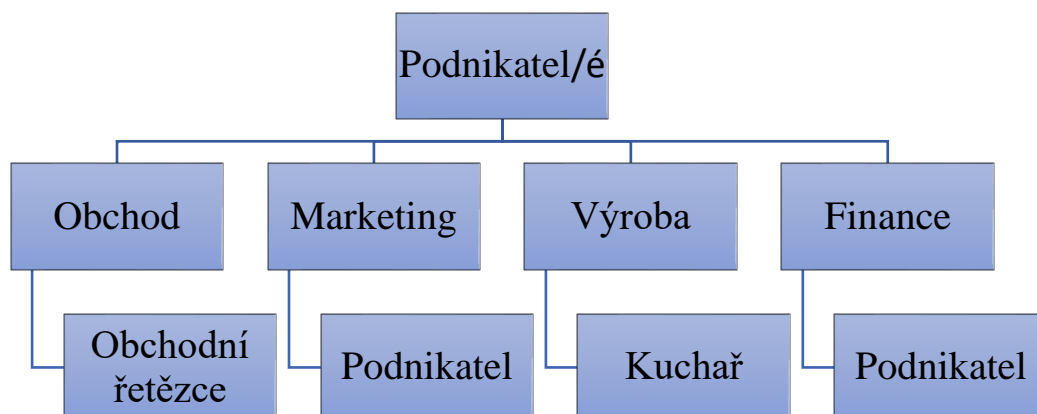 Podnikatel/é
Obchod
Marketing
Výroba
Finance
Obchodní
řetězce
Podnikatel
Kuchař
Podnikatel